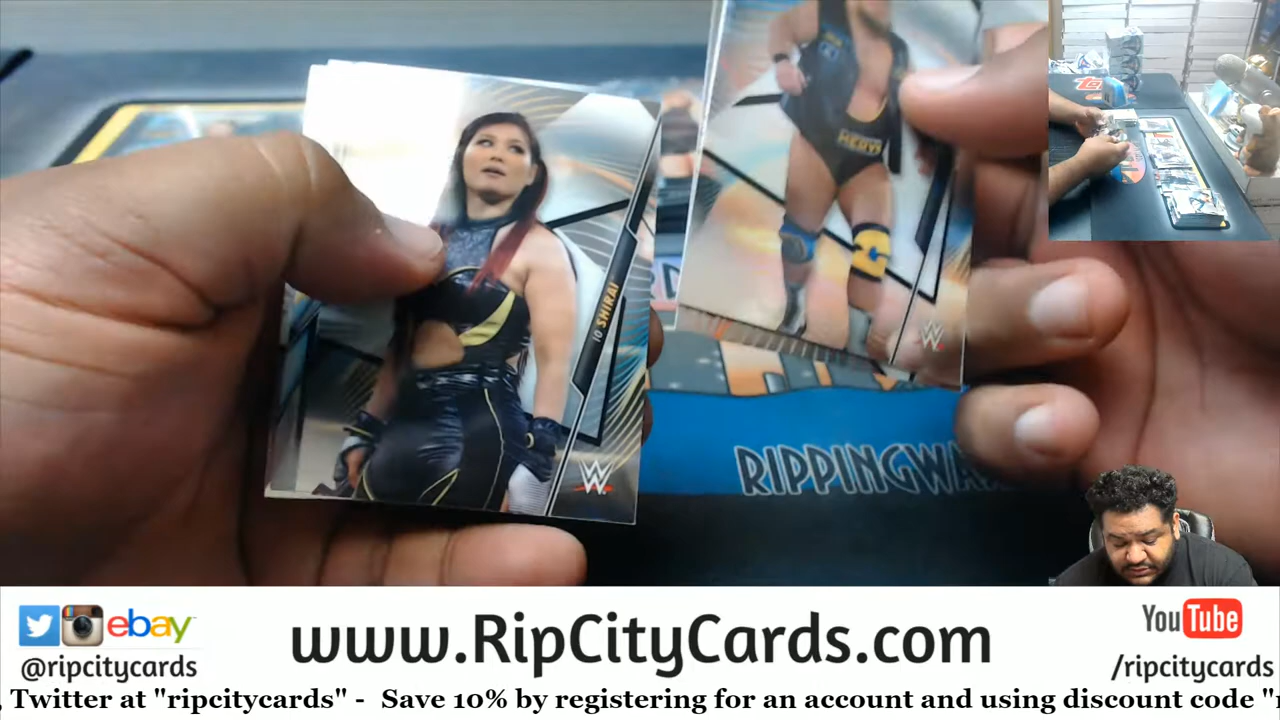 IO SHIRAI
W
W
RIPPINGWA
ebay
@ripcitycards
www.RipCityCards.com
YouTube
/ripcitycards
, Twitter at "ripcitycards" - Save 10% by registering for an account and using discount code "